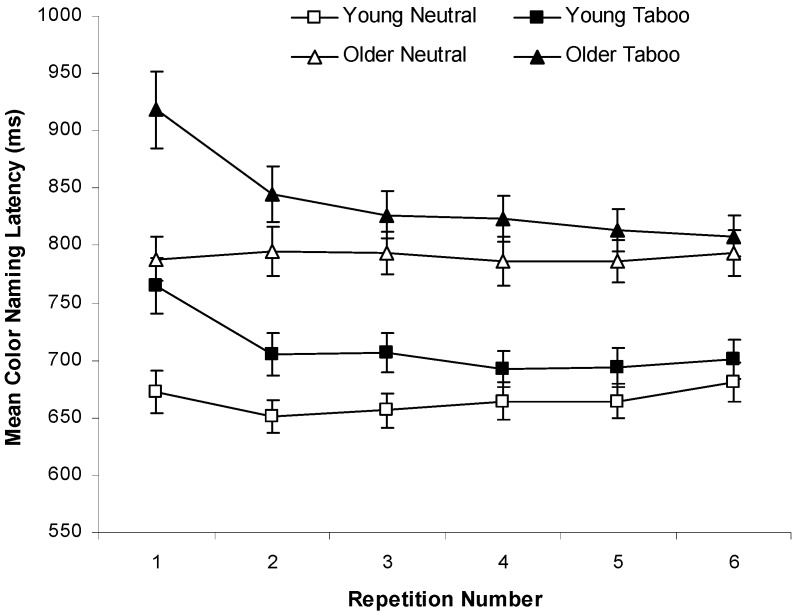 1000
Young Neutral Young Taboo
Older Neutral Older Taboo
950
900
850
800
750
700
650
600
550
Mean Color Naming Latency (ms)
1 2 3 4 5 6
Repetition Number